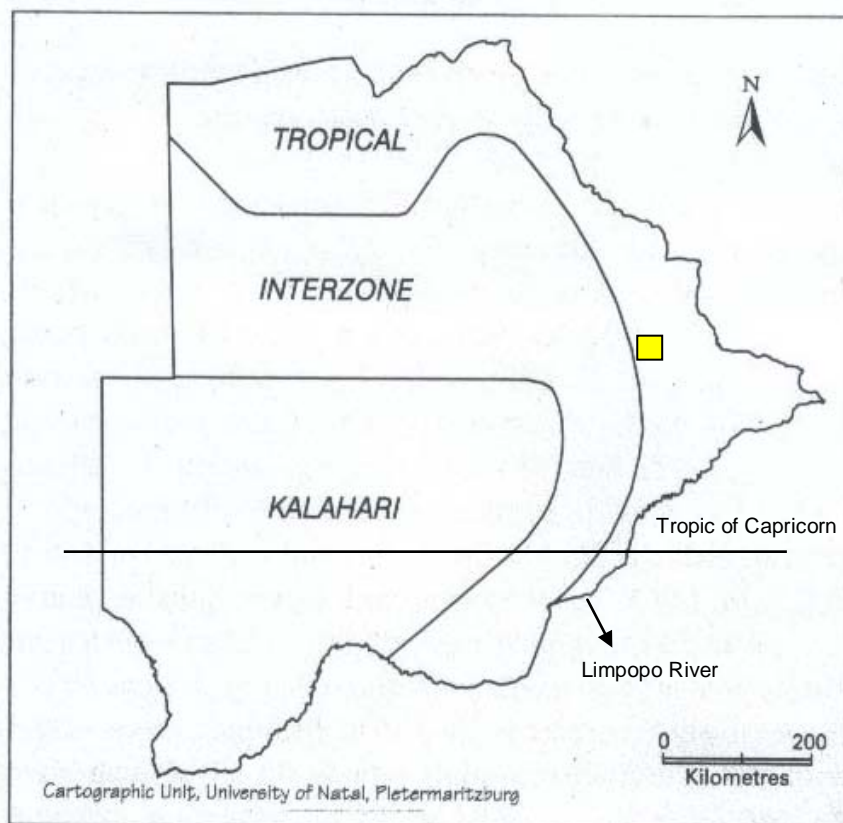 N
TROPICAL
INTERZONE
KALAHARI
Tropic of Capricorn
Limpopo River
0 200
Kilometres
Cartographic Unit, University of Natal, Pietermaritzburg